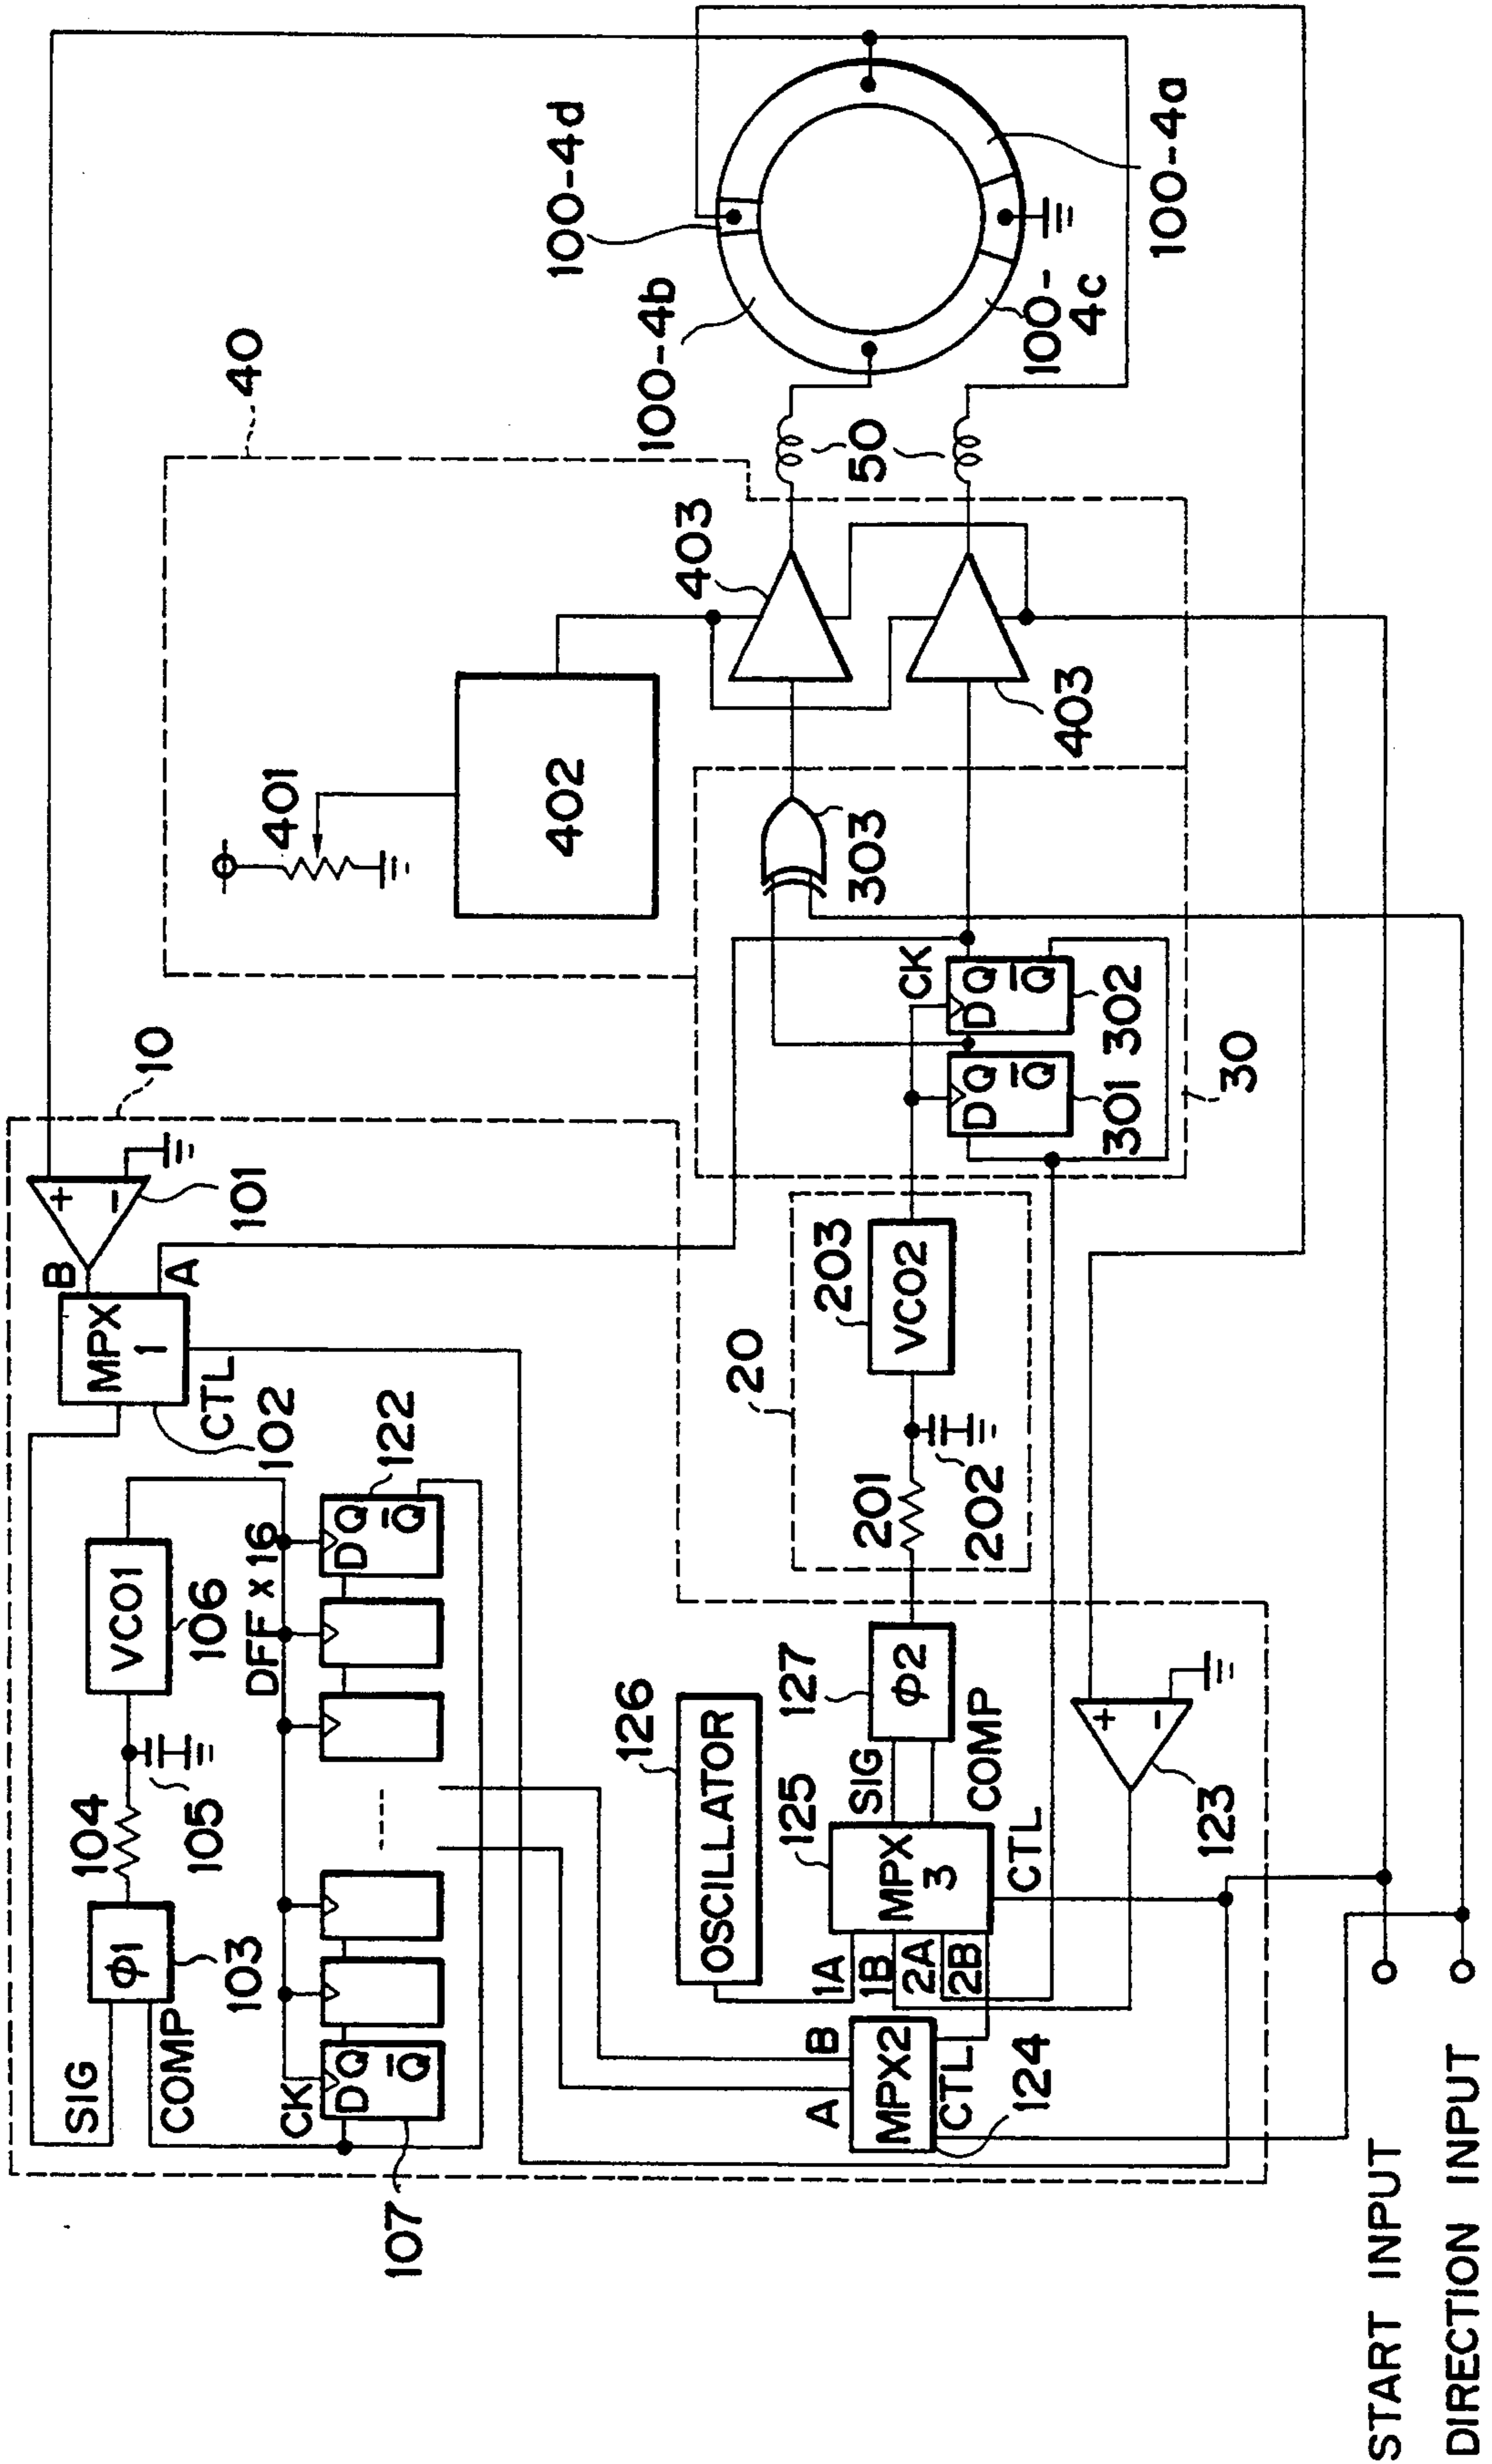 40
100-4d
100-4b
100-4a
100-
4c
50
403
403
401
402
303
CK
D Q
Q̅
302
D Q
Q̅
301
30
10
+
−
101
B
A
MPX
1
CTL
102
VCO1
106
104
105
Φ1
103
SIG
COMP
DFF x 16
122
D Q
Q̅
CK
D Q
Q̅
107
20
203
VCO2
201
202
127
Φ2
126
OSCILLATOR
125
SIG
COMP
MPX
3
CTL
1A
1B
2A
2B
+
−
123
B
A
MPX2
CTL
124
START INPUT
DIRECTION INPUT